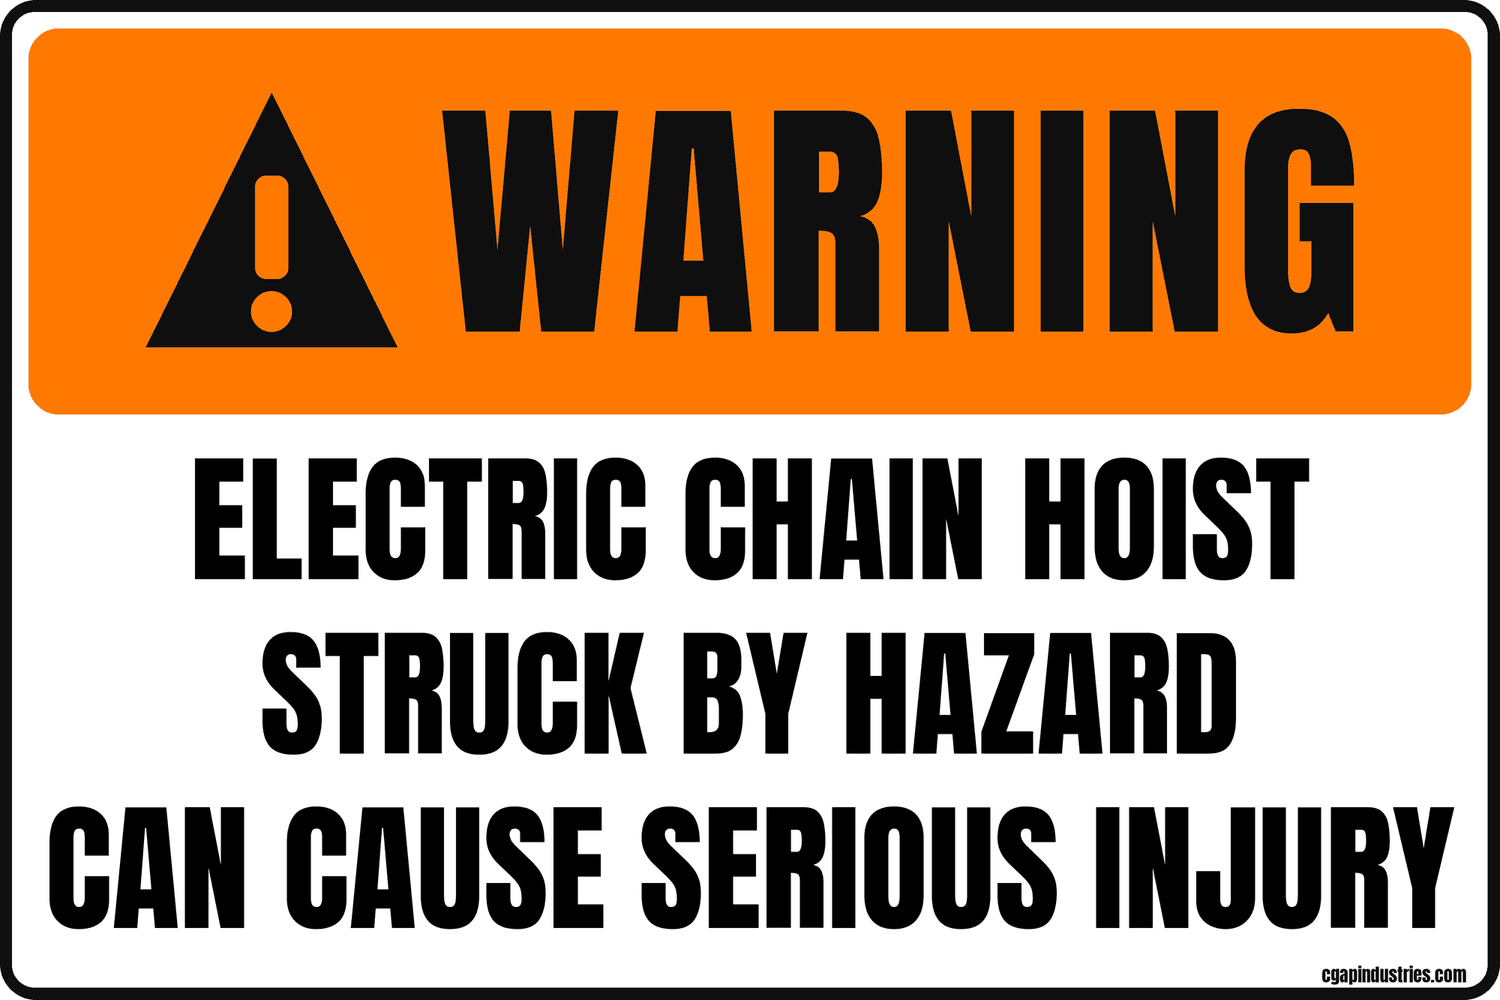 WARNING
ELECTRIC CHAIN HOIST
STRUCK BY HAZARD
CAN CAUSE SERIOUS INJURY
cgapindustries.com